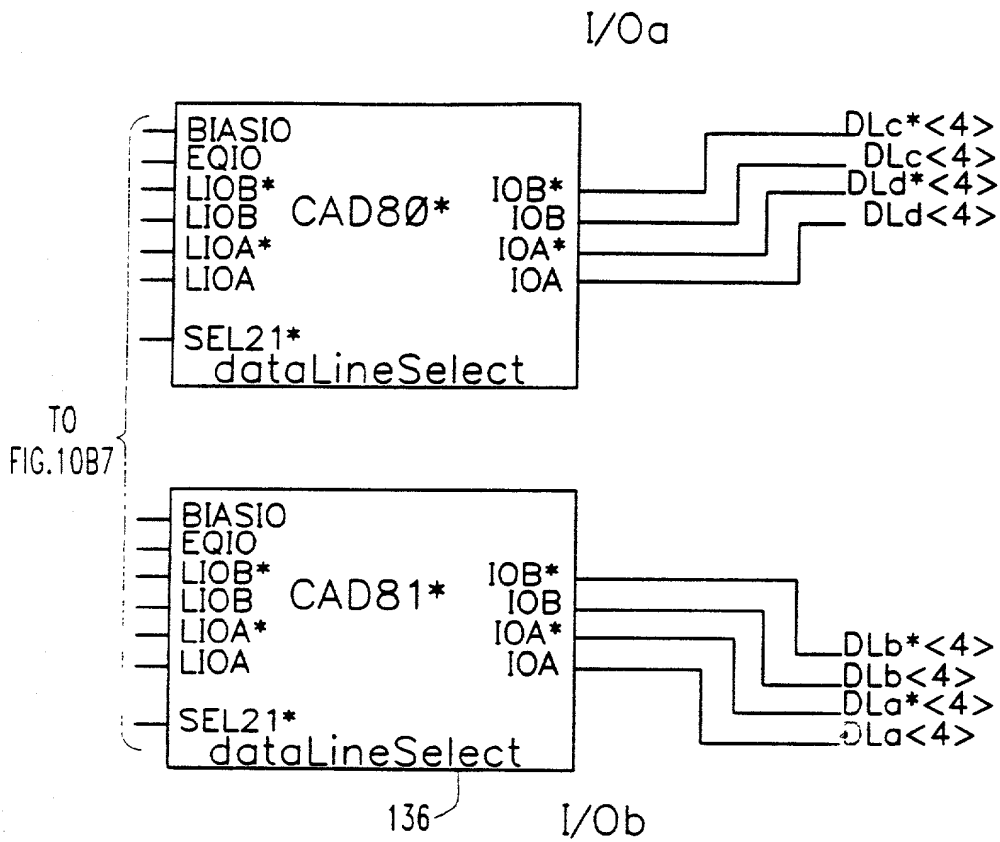 I/Oa
BIASIO
EQIO
LIOB*
LIOB
LIOA*
LIOA
SEL21*
CAD80*
dataLineSelect
IOB*
IOB
IOA*
IOA
DLc*<4>
DLc<4>
DLd*<4>
DLd<4>
TO
FIG.10B7
BIASIO
EQIO
LIOB*
LIOB
LIOA*
LIOA
SEL21*
CAD81*
dataLineSelect
IOB*
IOB
IOA*
IOA
DLb*<4>
DLb<4>
DLa*<4>
DLa<4>
136
I/Ob